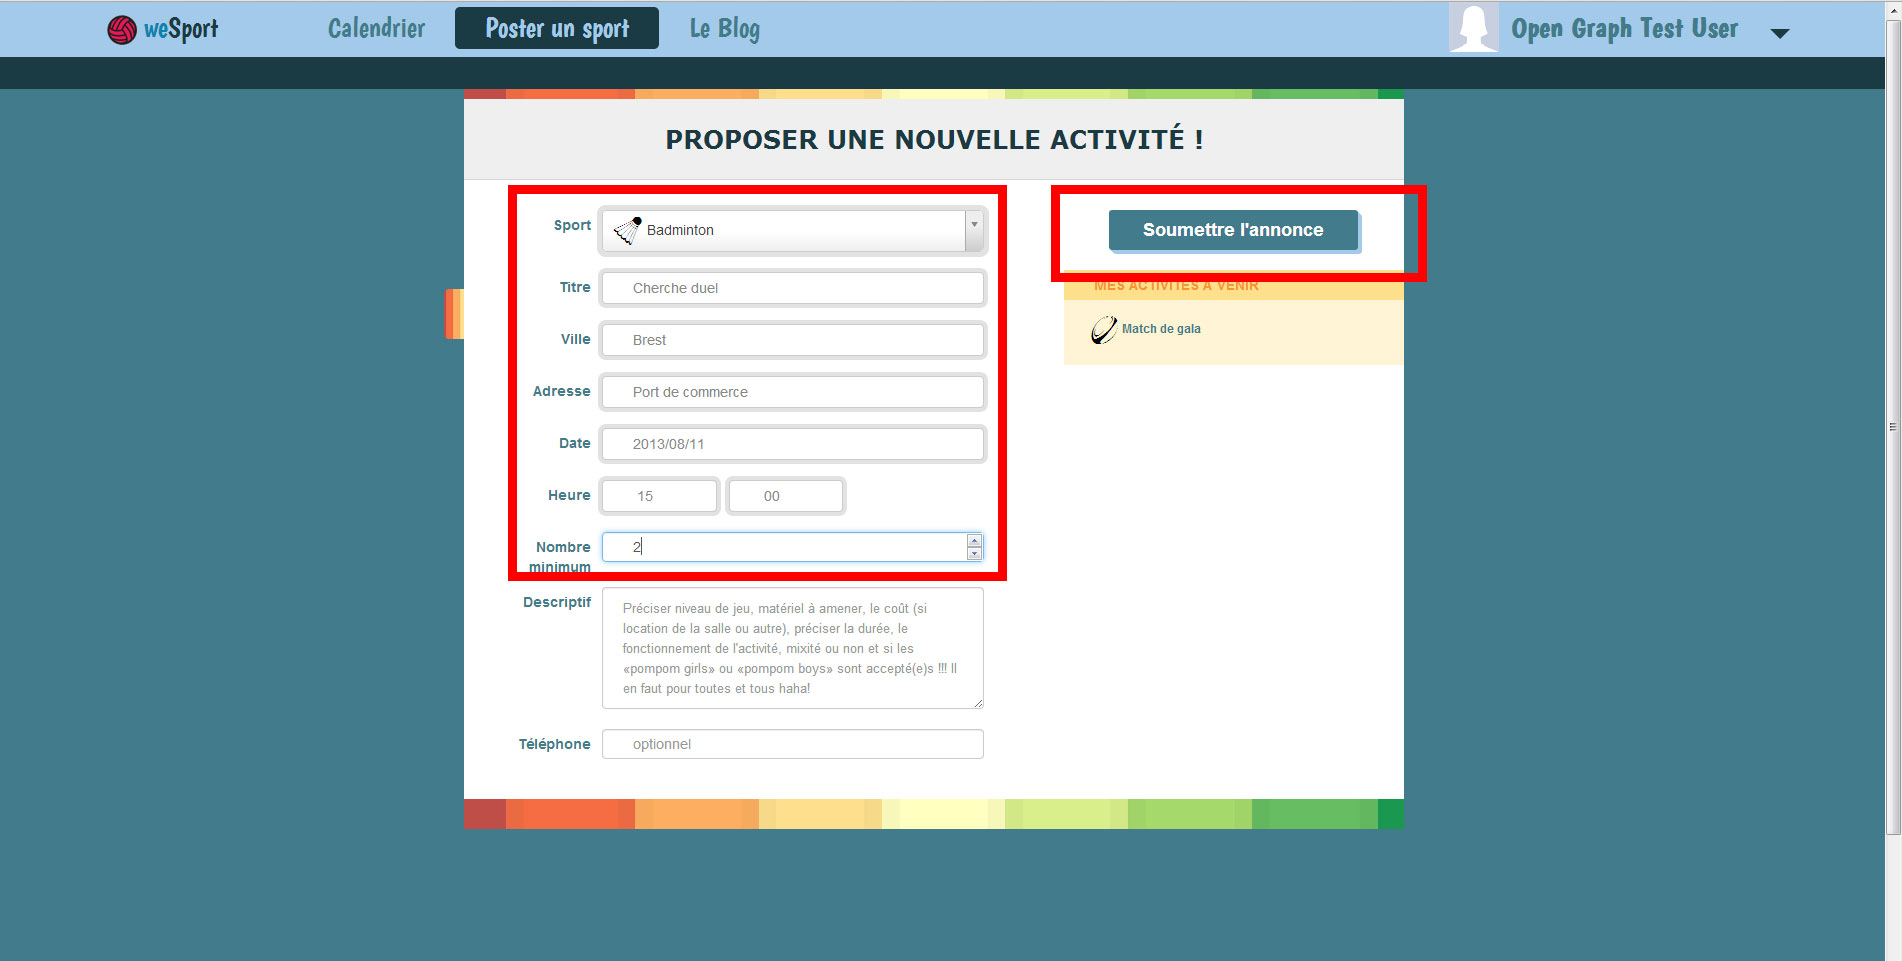 weSport
Calendrier
Poster un sport
Le Blog
Open Graph Test User
PROPOSER UNE NOUVELLE ACTIVITÉ !
Sport
Badminton
Titre
Cherche duel
Ville
Brest
Adresse
Port de commerce
Date
2013/08/11
Heure
15
00
Nombre
minimum
2
Descriptif
Préciser niveau de jeu, matériel à amener, le coût (si
location de la salle ou autre), préciser la durée, le
fonctionnement de l'activité, mixité ou non et si les
«pompom girls» ou «pompom boys» sont accepté(e)s !!! Il
en faut pour toutes et tous haha!
Téléphone
optionnel
Soumettre l'annonce
MES ACTIVITÉS À VENIR
Match de gala